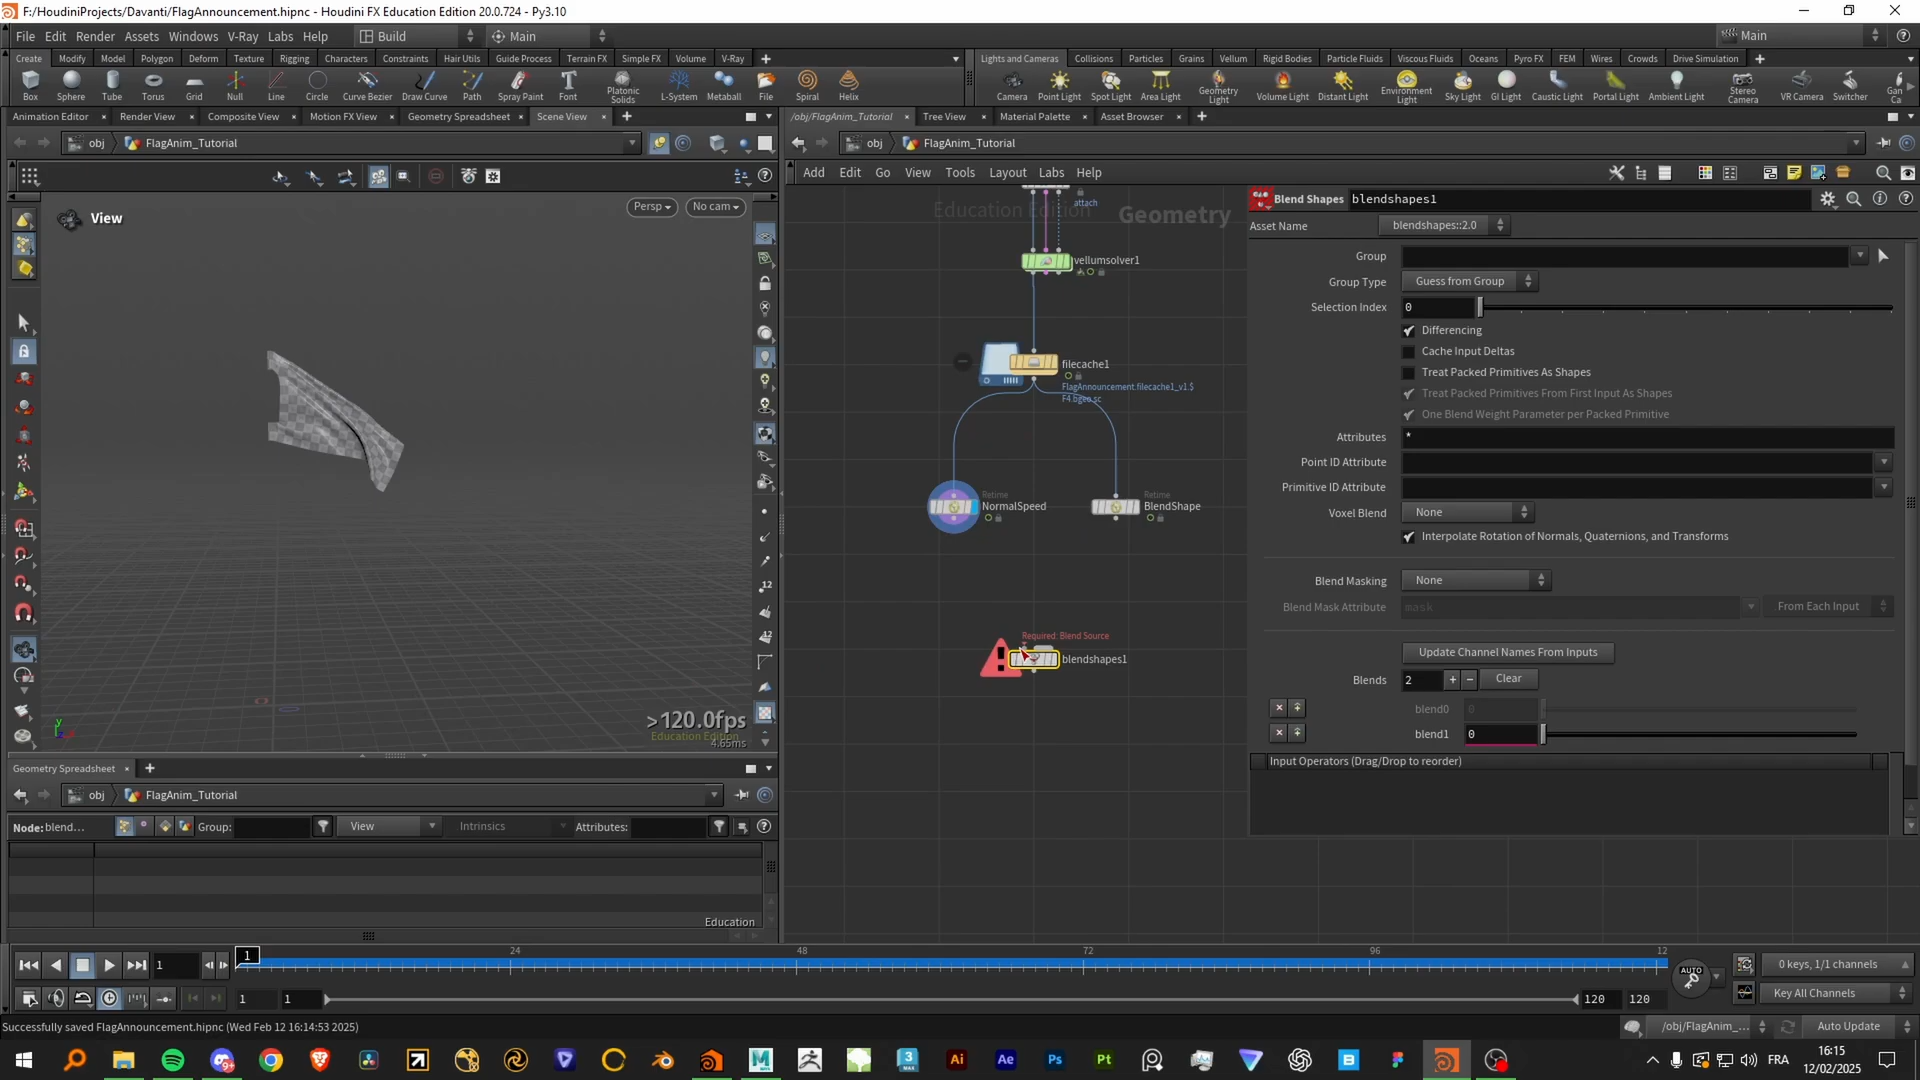 F:/HoudiniProjects/Davanti/FlagAnnouncement.hipnc - Houdini FX Education Edition 20.0.724 - Py3.10
File Edit Render Assets Windows V-Ray Labs Help Build Main Main
Create Modify Model Polygon Deform Texture Rigging Characters Constraints Hair Utils Guide Process Terrain FX Simple FX Volume V-Ray
Lights and Cameras Collisions Particles Grains Vellum Rigid Bodies Particle Fluids Viscous Fluids Oceans Pyro FX FEM Wires Crowds Drive Simulation
Box Sphere Tube Torus Grid Null Line Circle Curve Bezier Draw Curve Path Spray Paint Font Platonic Solids L-System Metaball File Spiral Helix
Camera Point Light Spot Light Area Light Geometry Light Volume Light Distant Light Environment Light Sky Light GI Light Caustic Light Portal Light Ambient Light Stereo Camera VR Camera Switcher Gan Ca
Animation Editor Render View Composite View Motion FX View Geometry Spreadsheet Scene View
/obj/FlagAnim_Tutorial Tree View Material Palette Asset Browser
obj FlagAnim_Tutorial
obj FlagAnim_Tutorial
Add Edit Go View Tools Layout Labs Help
View
Persp No cam
Education Edition Geometry
attach
vellumsolver1
filecache1
FlagAnnouncement.filecache1_v1.$
F4.bgeo.sc
Retime
NormalSpeed
Retime
BlendShape
Required: Blend Source
blendshapes1
>120.0fps
Education Edition
4.65ms
Blend Shapes blendshapes1
Asset Name blendshapes::2.0
Group
Group Type Guess from Group
Selection Index 0
Differencing
Cache Input Deltas
Treat Packed Primitives As Shapes
Treat Packed Primitives From First Input As Shapes
One Blend Weight Parameter per Packed Primitive
Attributes *
Point ID Attribute
Primitive ID Attribute
Voxel Blend None
Interpolate Rotation of Normals, Quaternions, and Transforms
Blend Masking None
Blend Mask Attribute mask From Each Input
Update Channel Names From Inputs
Blends 2 + - Clear
blend0 0
blend1 0
Input Operators (Drag/Drop to reorder)
Geometry Spreadsheet
obj FlagAnim_Tutorial
Node: blend... Group: View Intrinsics Attributes:
Education
1 1 24 48 72 96 12
1 1 120 120
AUTO
0 keys, 1/1 channels
Key All Channels
Successfully saved FlagAnnouncement.hipnc (Wed Feb 12 16:14:53 2025)
/obj/FlagAnim_... Auto Update
FRA
16:15
12/02/2025